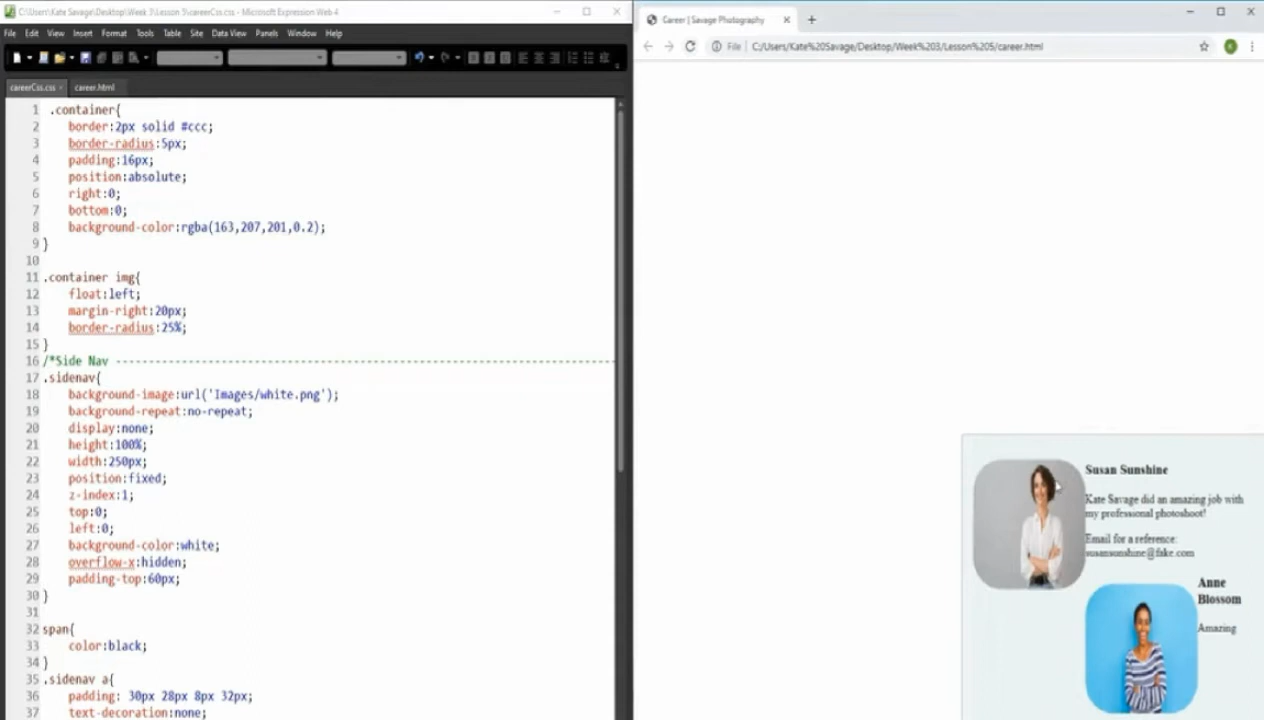 C:\Users\Kate Savage\Desktop\Week 3\Lesson 5\careerCss.css - Microsoft Expression Web 4
File Edit View Insert Format Tools Table Site Data View Panels Window Help
careerCss.css career.html
1 .container{
2 border:2px solid #ccc;
3 border-radius:5px;
4 padding:16px;
5 position:absolute;
6 right:0;
7 bottom:0;
8 background-color:rgba(163,207,201,0.2);
9 }
10
11 .container img{
12 float:left;
13 margin-right:20px;
14 border-radius:25%;
15 }
16 /*Side Nav ----------------------------------------------------------------
17 .sidenav{
18 background-image:url('Images/white.png');
19 background-repeat:no-repeat;
20 display:none;
21 height:100%;
22 width:250px;
23 position:fixed;
24 z-index:1;
25 top:0;
26 left:0;
27 background-color:white;
28 overflow-x:hidden;
29 padding-top:60px;
30 }
31
32 span{
33 color:black;
34 }
35 .sidenav a{
36 padding: 30px 28px 8px 32px;
37 text-decoration:none;
Career | Savage Photography
File C:/Users/Kate%20Savage/Desktop/Week%203/Lesson%205/career.html
K
Susan Sunshine
Kate Savage did an amazing job with
my professional photoshoot!
Email for a reference:
susansunshine@fake.com
Anne
Blossom
Amazing